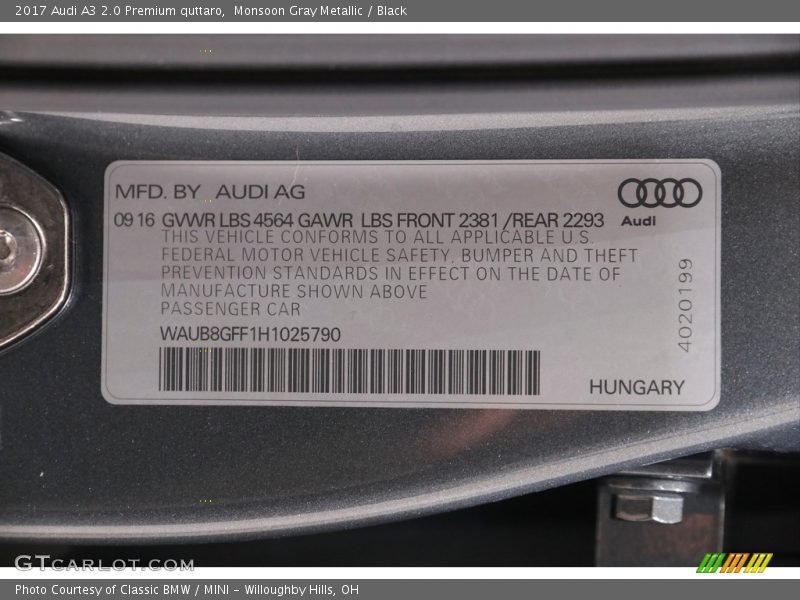 2017 Audi A3 2.0 Premium quttaro,  Monsoon Gray Metallic / Black
MFD. BY  AUDI AG
Audi
09 16 GVWR LBS 4564 GAWR  LBS FRONT 2381 /REAR 2293
THIS VEHICLE CONFORMS TO ALL APPLICABLE U.S.
FEDERAL MOTOR VEHICLE SAFETY, BUMPER AND THEFT
PREVENTION STANDARDS IN EFFECT ON THE DATE OF
MANUFACTURE SHOWN ABOVE
PASSENGER CAR
WAUB8GFF1H1025790
4020199
HUNGARY
GTCARLOT.COM
Photo Courtesy of Classic BMW / MINI - Willoughby Hills, OH